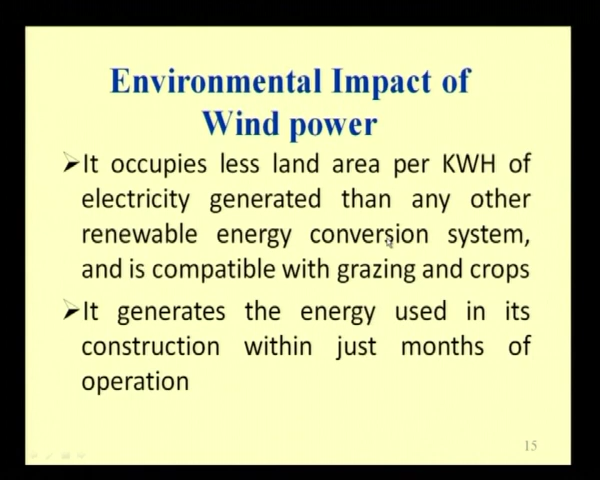 Environmental Impact of
Wind power
➢It occupies less land area per KWH of
electricity generated than any other
renewable energy conversion system,
and is compatible with grazing and crops
➢It generates the energy used in its
construction within just months of
operation
15